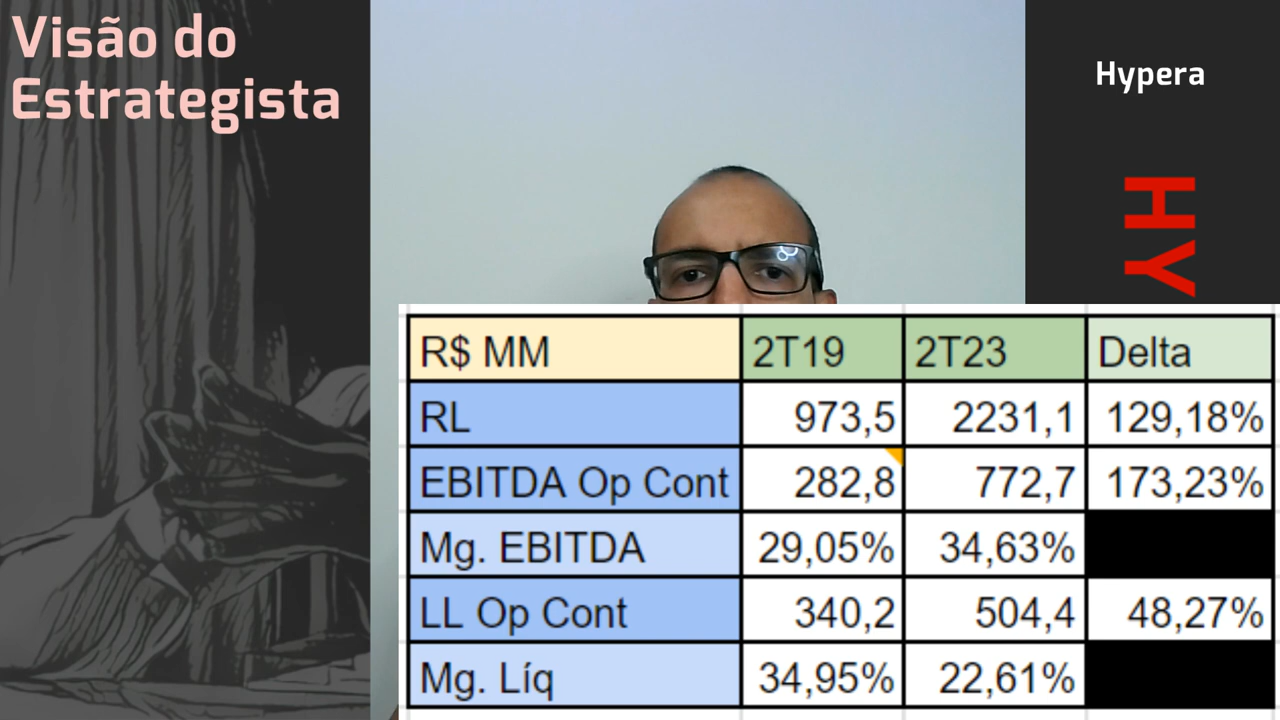 Visão do
Estrategista
Hypera
HY
R$ MM 2T19 2T23 Delta
RL 973,5 2231,1 129,18%
EBITDA Op Cont 282,8 772,7 173,23%
Mg. EBITDA 29,05% 34,63%
LL Op Cont 340,2 504,4 48,27%
Mg. Líq 34,95% 22,61%